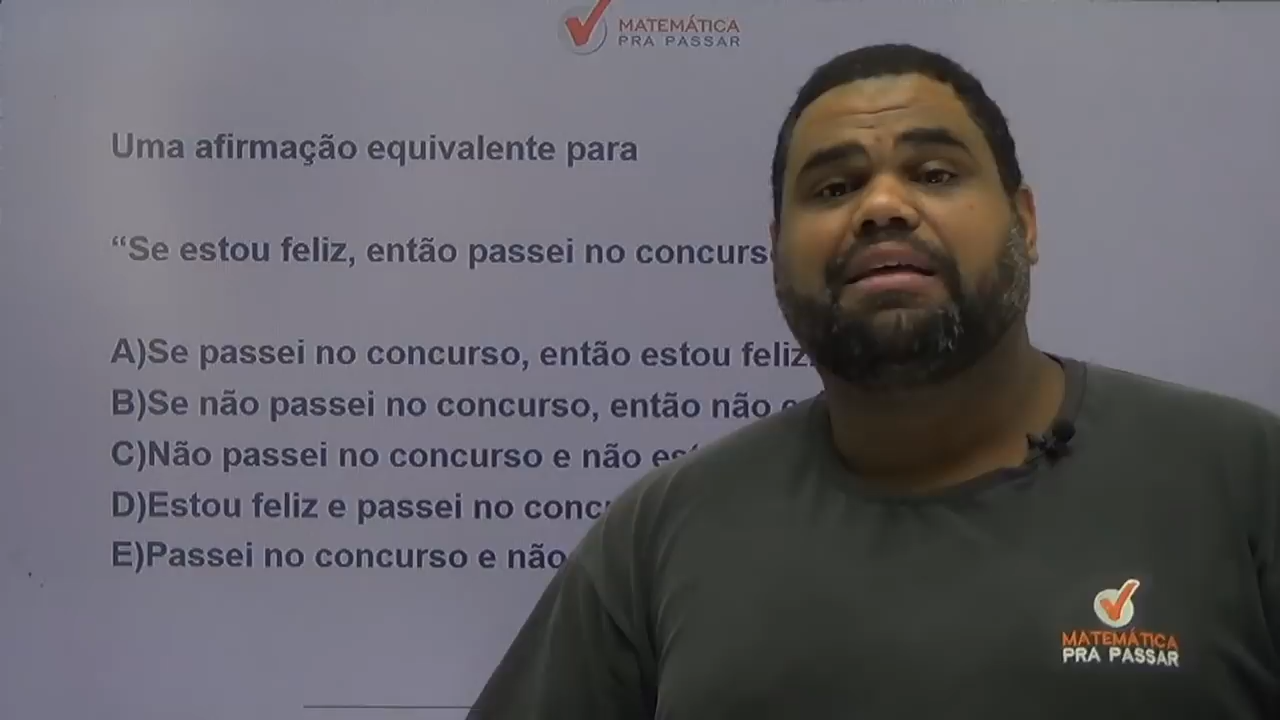 MATEMÁTICA
PRA PASSAR
Uma afirmação equivalente para
“Se estou feliz, então passei no
A)Se passei no concurso, então estou feliz.
B)Se não passei no concurso, então não
C)Não passei no concurso e não
D)Estou feliz e passei no
E)Passei no concurso e não
MATEMÁTICA
PRA PASSAR